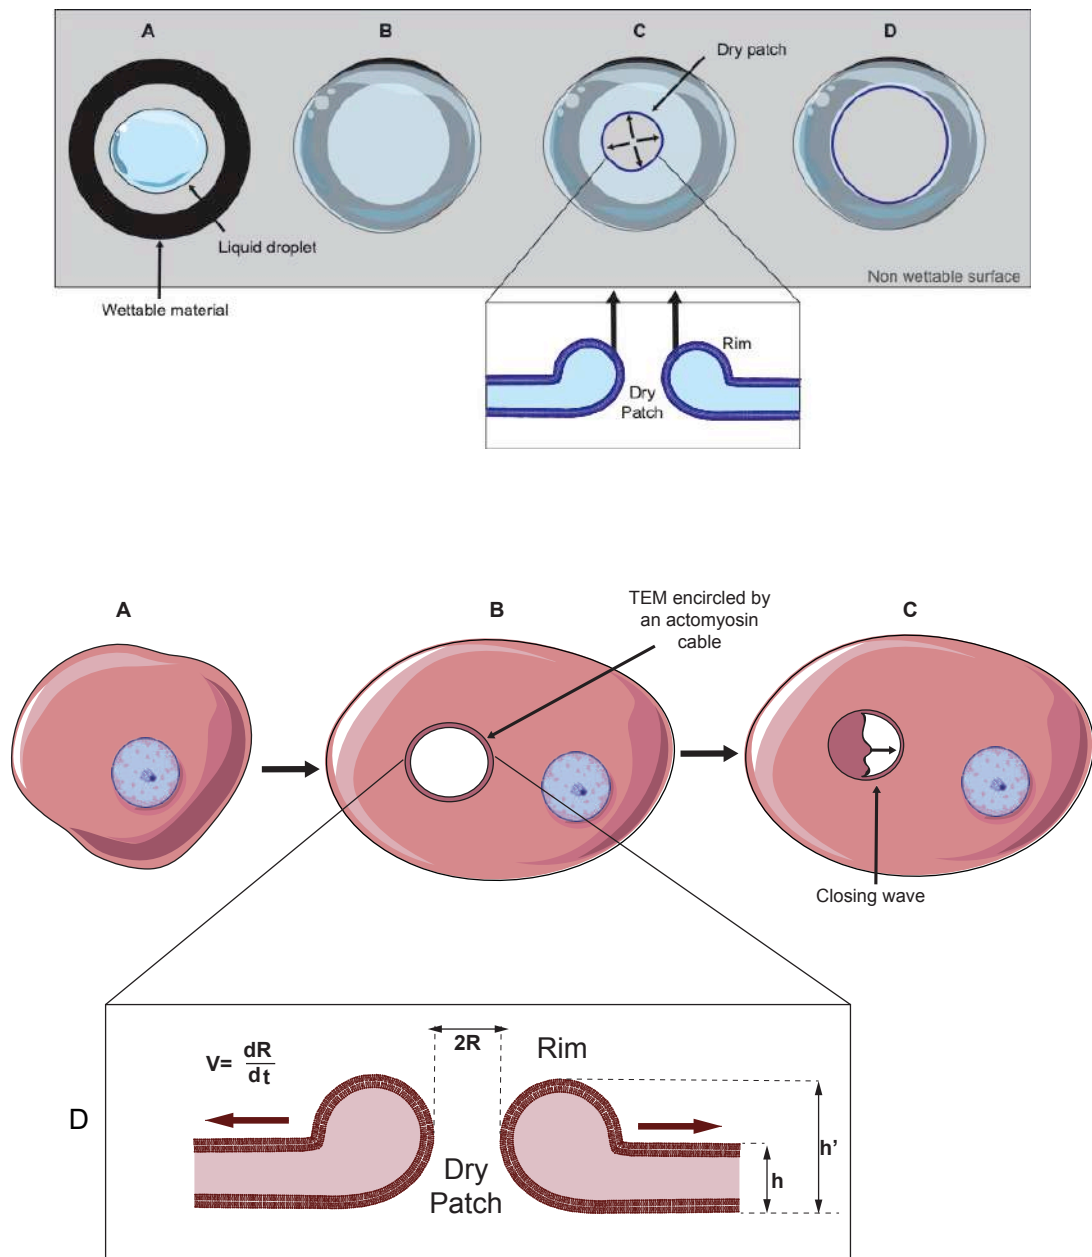 A
B
C
D
Dry patch
Liquid droplet
Wettable material
Non wettable surface
Rim
Dry
Patch
TEM encircled by
an actomyosin
cable
A
B
C
Closing wave
D
V= dR
dt
2R
Rim
Dry
Patch
h
h'